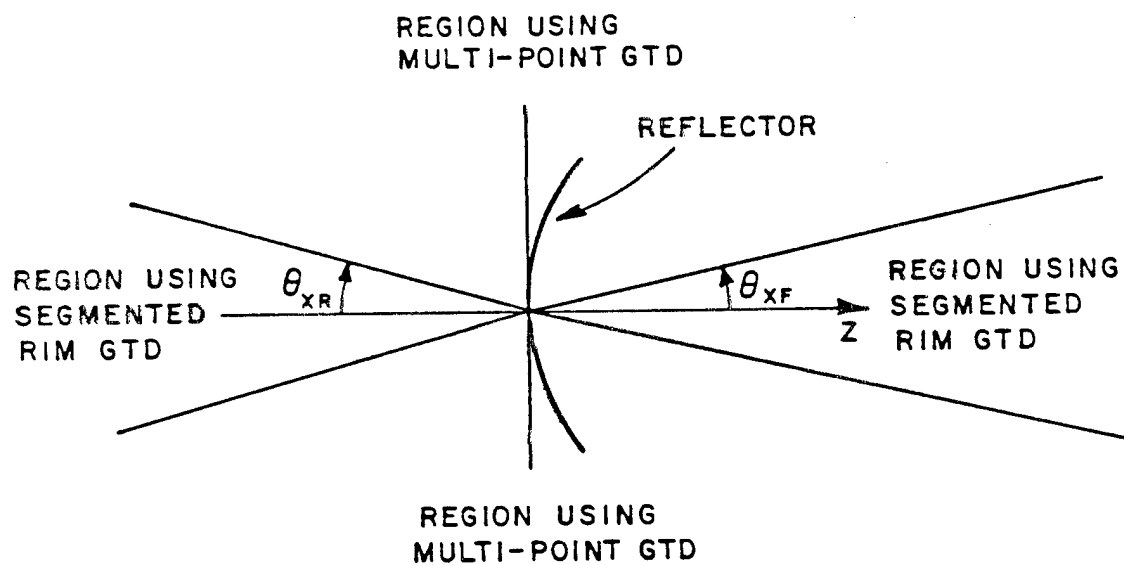 REGION USING
MULTI-POINT GTD
REFLECTOR
REGION USING
SEGMENTED
RIM GTD
θXR
θXF
Z
REGION USING
SEGMENTED
RIM GTD
REGION USING
MULTI-POINT GTD